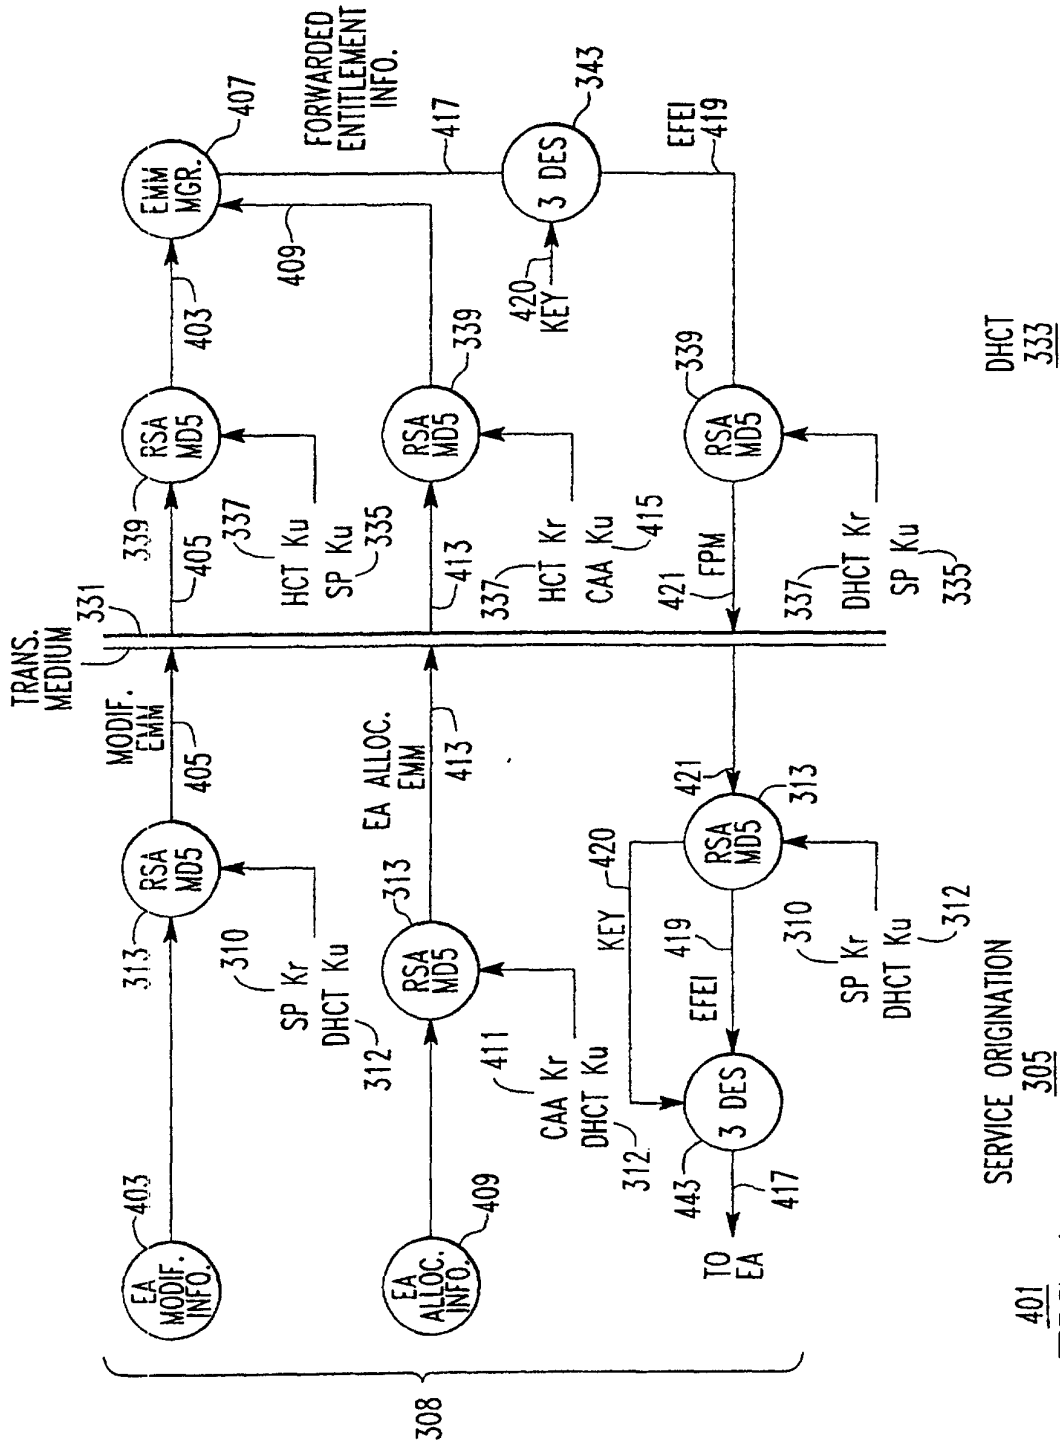 TRANS.
MEDIUM
331
308
EA
MODIF.
INFO.
403
313
RSA
MD5
MODIF.
EMM
405
405
339
RSA
MD5
403
EMM
MGR.
407
310
SP Kr
DHCT Ku
312
337
HCT Ku
SP Ku
335
409
FORWARDED
ENTITLEMENT
INFO.
EA
ALLOC.
INFO.
409
RSA
MD5
313
EA ALLOC.
EMM
413
413
RSA
MD5
339
417
411
CAA Kr
DHCT Ku
312
337
HCT Kr
CAA Ku
415
420
KEY
3 DES
343
KEY
420
EFEI
419
TO
EA
417
443
3 DES
EFEI
419
RSA
MD5
313
421
421
FPM
RSA
MD5
339
310
SP Kr
DHCT Ku
312
337
DHCT Kr
SP Ku
335
SERVICE ORIGINATION
305
DHCT
333
401